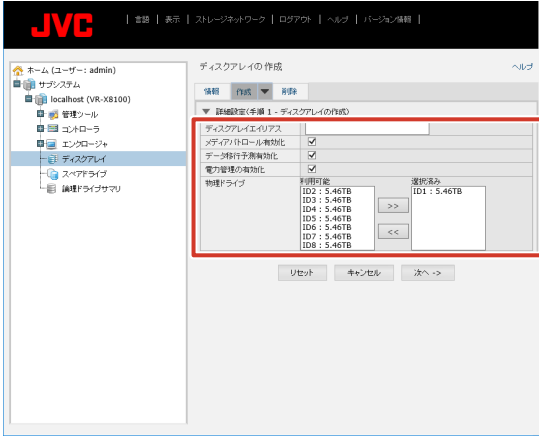 JVC
| 言語 | 表示 | ストレージネットワーク | ログアウト | ヘルプ | バージョン情報 |
ホーム (ユーザー: admin)
サブシステム
localhost (VR-X8100)
管理ツール
コントローラ
エンクロージャ
ディスクアレイ
スペアドライブ
論理ドライブサマリ
ディスクアレイの 作成
ヘルプ
情報 作成 削除
詳細設定(手順 1 - ディスクアレイの作成)
ディスクアレイエイリアス
メディアパトロール有効化
データ移行予測有効化
電力管理の有効化
物理ドライブ
利用可能
ID2 : 5.46TB
ID3 : 5.46TB
ID4 : 5.46TB
ID5 : 5.46TB
ID6 : 5.46TB
ID7 : 5.46TB
ID8 : 5.46TB
>>
<<
選択済み
ID1 : 5.46TB
リセット キャンセル 次へ ->